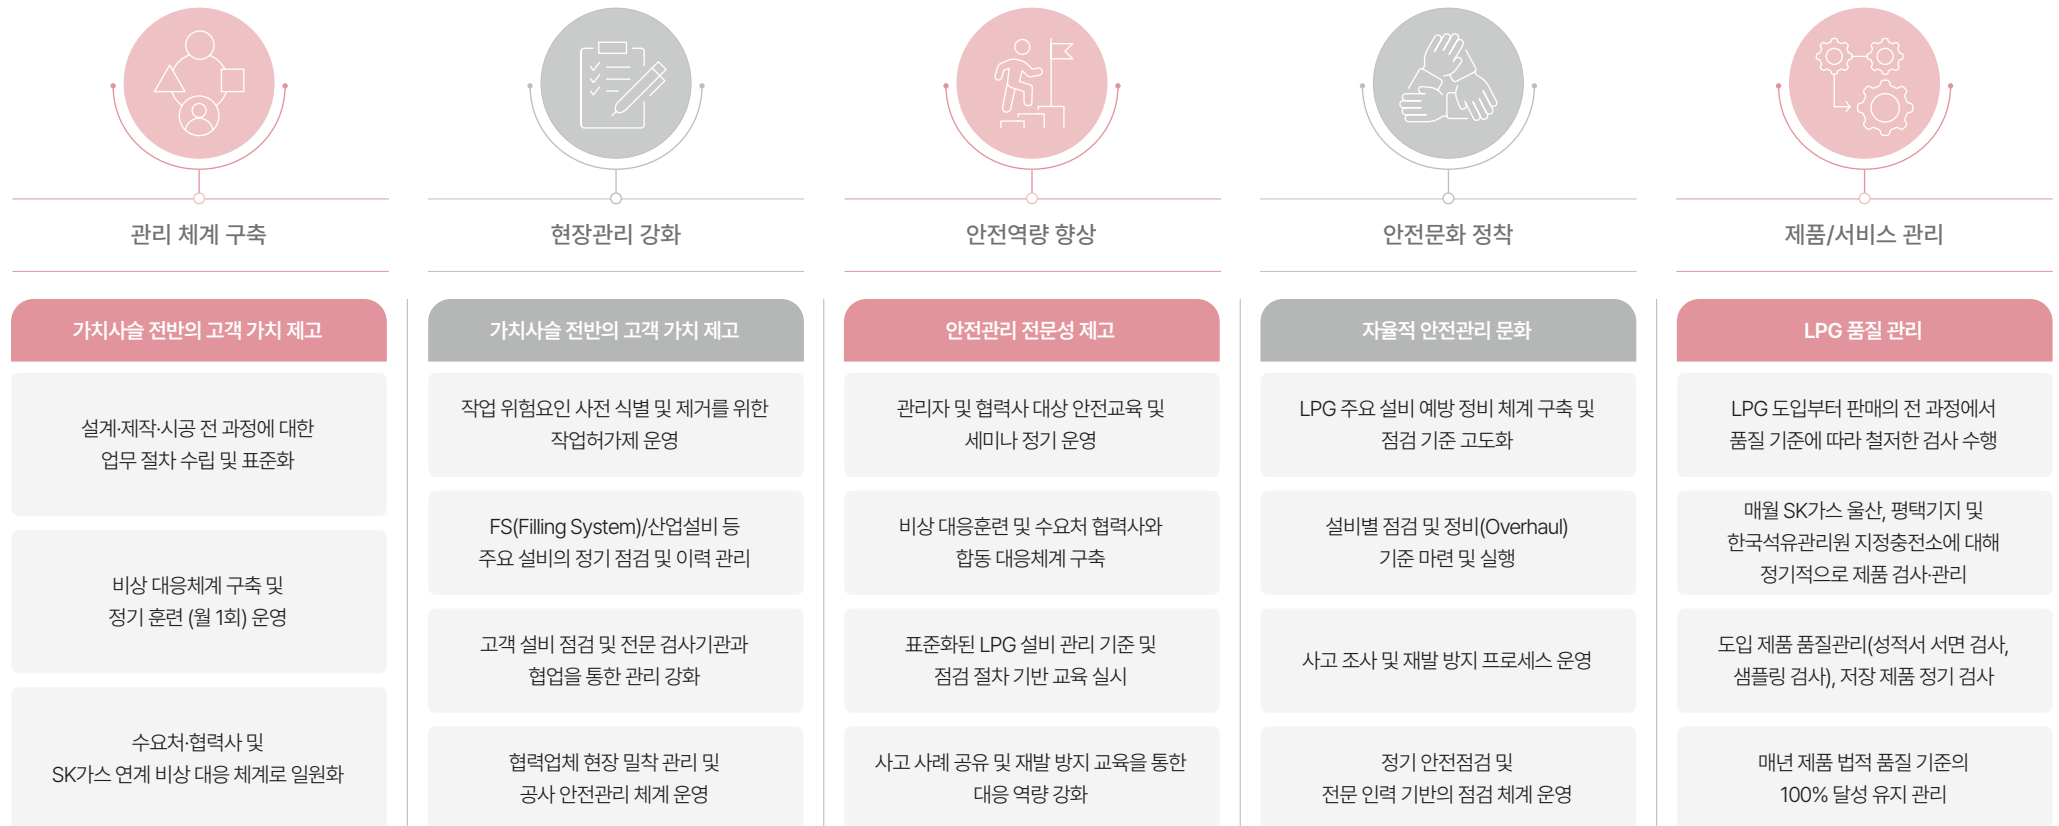 관리 체계 구축
가치사슬 전반의 고객 가치 제고
설계·제작·시공 전 과정에 대한
업무 절차 수립 및 표준화
비상 대응체계 구축 및
정기 훈련 (월 1회) 운영
수요처·협력사 및
SK가스 연계 비상 대응 체계로 일원화
현장관리 강화
가치사슬 전반의 고객 가치 제고
작업 위험요인 사전 식별 및 제거를 위한
작업허가제 운영
FS(Filling System)/산업설비 등
주요 설비의 정기 점검 및 이력 관리
고객 설비 점검 및 전문 검사기관과
협업을 통한 관리 강화
협력업체 현장 밀착 관리 및
공사 안전관리 체계 운영
안전역량 향상
안전관리 전문성 제고
관리자 및 협력사 대상 안전교육 및
세미나 정기 운영
비상 대응훈련 및 수요처 협력사와
합동 대응체계 구축
표준화된 LPG 설비 관리 기준 및
점검 절차 기반 교육 실시
사고 사례 공유 및 재발 방지 교육을 통한
대응 역량 강화
안전문화 정착
자율적 안전관리 문화
LPG 주요 설비 예방 정비 체계 구축 및
점검 기준 고도화
설비별 점검 및 정비(Overhaul)
기준 마련 및 실행
사고 조사 및 재발 방지 프로세스 운영
정기 안전점검 및
전문 인력 기반의 점검 체계 운영
제품/서비스 관리
LPG 품질 관리
LPG 도입부터 판매의 전 과정에서
품질 기준에 따라 철저한 검사 수행
매월 SK가스 울산, 평택기지 및
한국석유관리원 지정충전소에 대해
정기적으로 제품 검사·관리
도입 제품 품질관리(성적서 서면 검사,
샘플링 검사), 저장 제품 정기 검사
매년 제품 법적 품질 기준의
100% 달성 유지 관리